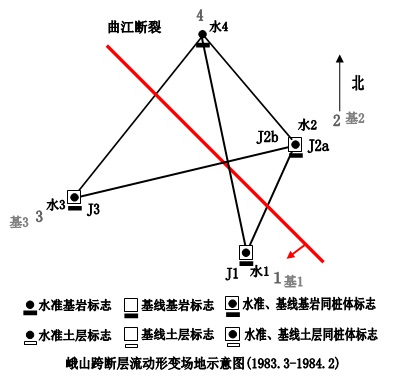 4
曲江断裂
水4
北
水2
2 基2
J2b
J2a
水3
基3 3
J3
J1 水1
1 基1
水准基岩标志
基线基岩标志
水准、基线基岩同桩体标志
水准土层标志
基线土层标志
水准、基线土层同桩体标志
峨山跨断层流动形变场地示意图(1983.3-1984.2)